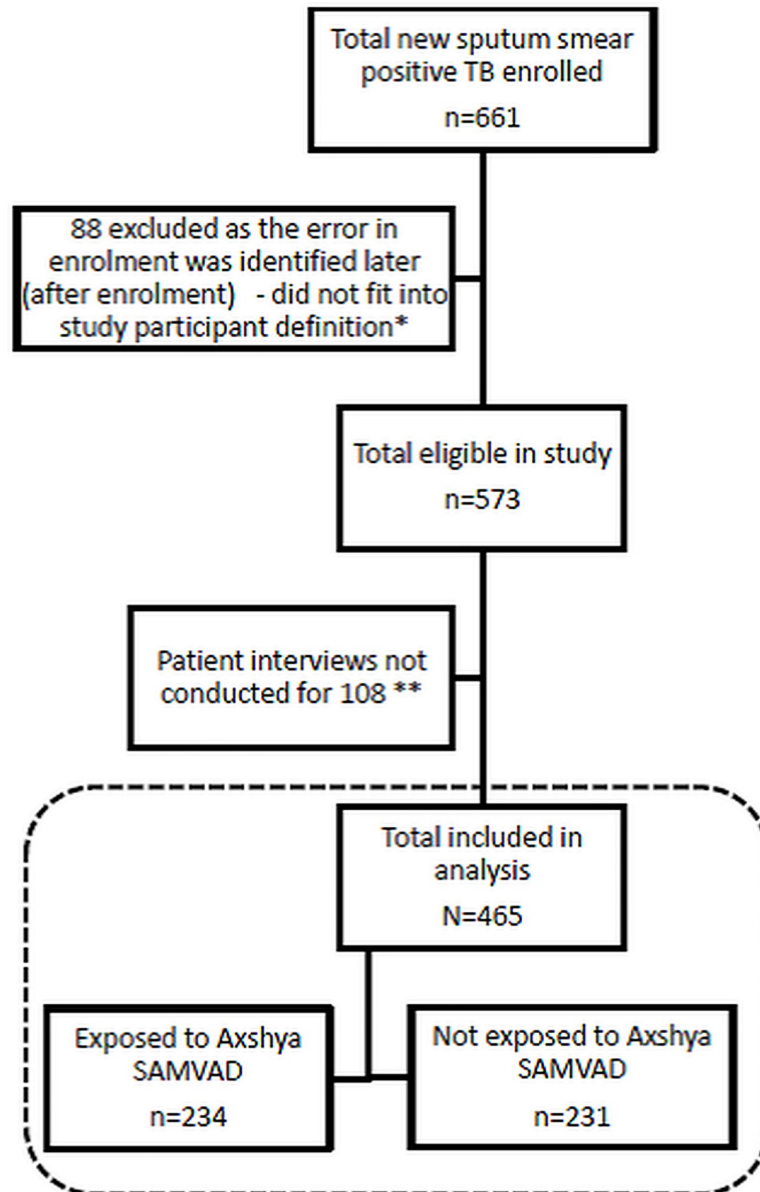 Total new sputum smear
positive TB enrolled
n=661
88 excluded as the error in
enrolment was identified later
(after enrolment)   - did not fit into
study participant definition*
Total eligible in study
n=573
Patient interviews not
conducted for 108 **
Total included in
analysis
N=465
Exposed to Axshya
SAMVAD
n=234
Not exposed to Axshya
SAMVAD
n=231